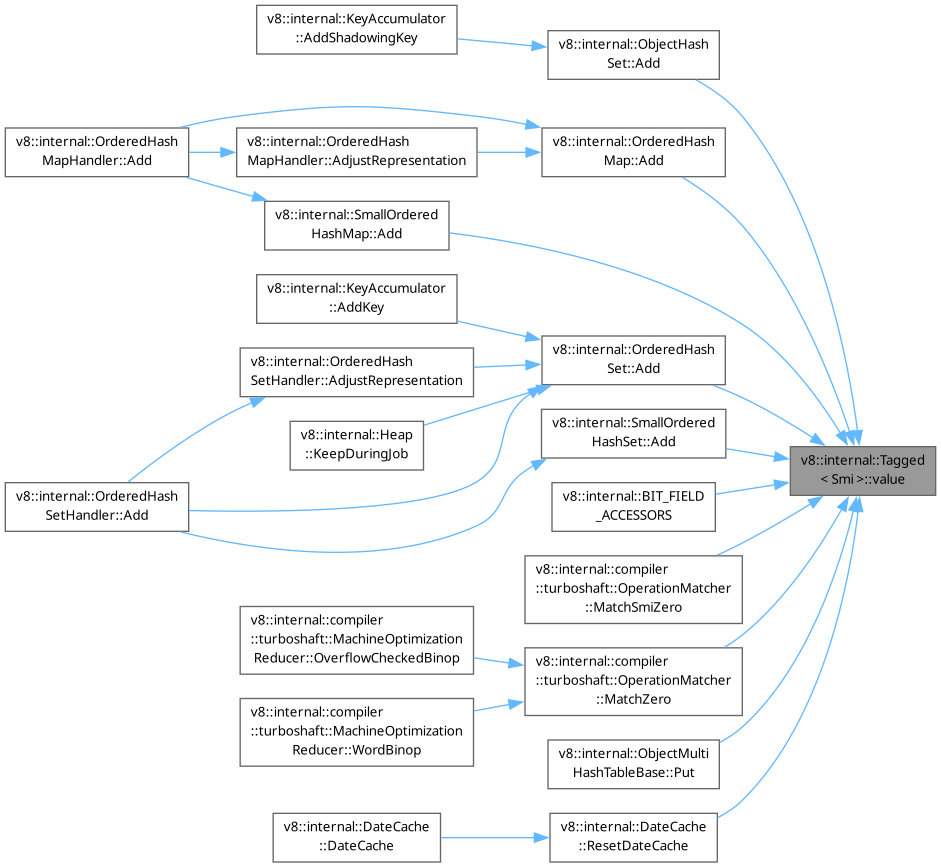 v8::internal::KeyAccumulator
::AddShadowingKey
v8::internal::ObjectHash
Set::Add
v8::internal::OrderedHash
MapHandler::Add
v8::internal::OrderedHash
MapHandler::AdjustRepresentation
v8::internal::OrderedHash
Map::Add
v8::internal::SmallOrdered
HashMap::Add
v8::internal::KeyAccumulator
::AddKey
v8::internal::OrderedHash
Set::Add
v8::internal::OrderedHash
SetHandler::AdjustRepresentation
v8::internal::Heap
::KeepDuringJob
v8::internal::SmallOrdered
HashSet::Add
v8::internal::Tagged
< Smi >::value
v8::internal::OrderedHash
SetHandler::Add
v8::internal::BIT_FIELD
_ACCESSORS
v8::internal::compiler
::turboshaft::OperationMatcher
::MatchSmiZero
v8::internal::compiler
::turboshaft::MachineOptimization
Reducer::OverflowCheckedBinop
v8::internal::compiler
::turboshaft::OperationMatcher
::MatchZero
v8::internal::compiler
::turboshaft::MachineOptimization
Reducer::WordBinop
v8::internal::ObjectMulti
HashTableBase::Put
v8::internal::DateCache
::DateCache
v8::internal::DateCache
::ResetDateCache